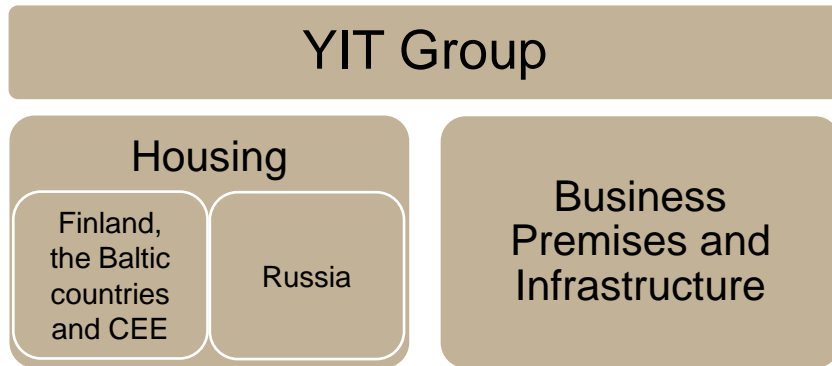 YIT Group
Housing
Finland,
the Baltic
countries
and CEE
Russia
Business
Premises and
Infrastructure